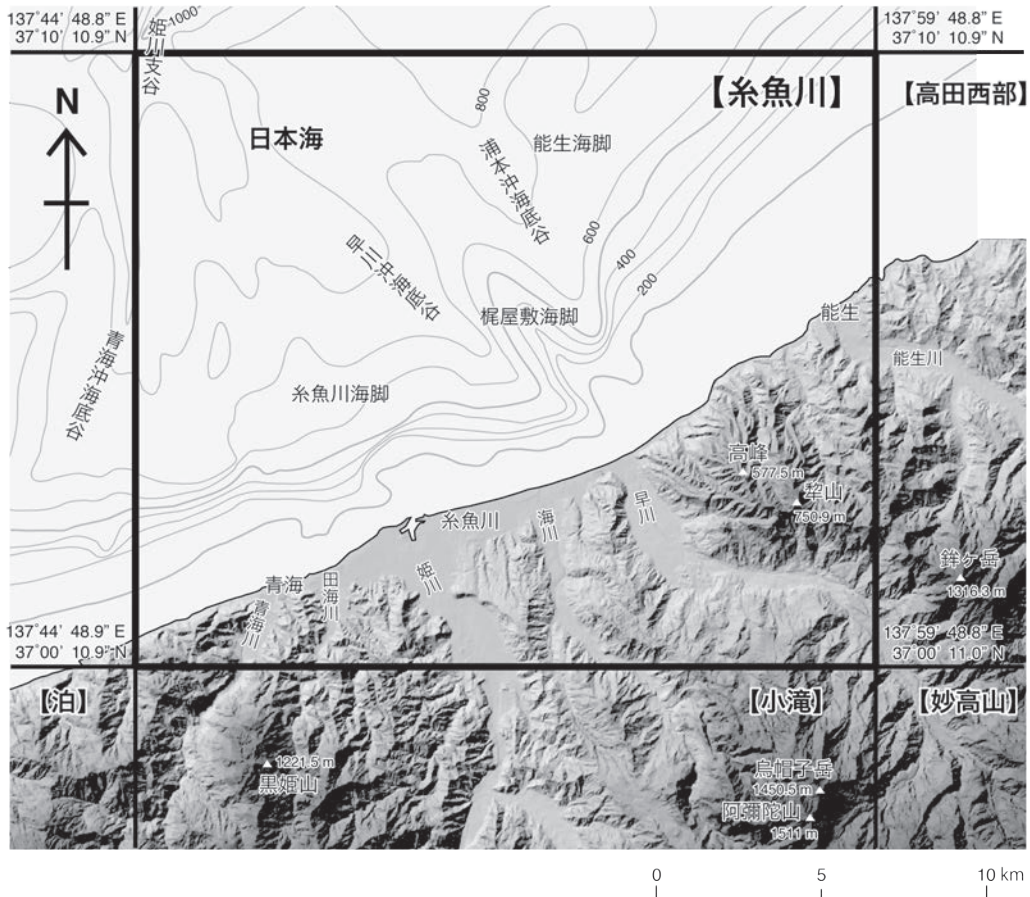 137˚44’ 48.8” E
37˚10’ 10.9” N
姫川支谷
1000
137˚59’ 48.8” E
37˚10’ 10.9” N
【糸魚川】
【高田西部】
N
日本海
800
能生海脚
浦本沖海底谷
早川沖海底谷
600
400
200
梶屋敷海脚
能生
能生川
青海沖海底谷
糸魚川海脚
高峰
577.5 m
犂山
750.9 m
糸魚川
海川
早川
姫川
鉾ヶ岳
1316.3 m
青海
田海川
青海川
137˚44’ 48.9” E
37˚00’ 10.9” N
137˚59’ 48.8” E
37˚00’ 11.0” N
【泊】
【小滝】
【妙高山】
1221.5 m
黒姫山
烏帽子岳
1450.5 m
阿彌陀山
1511 m
0 5 10 km